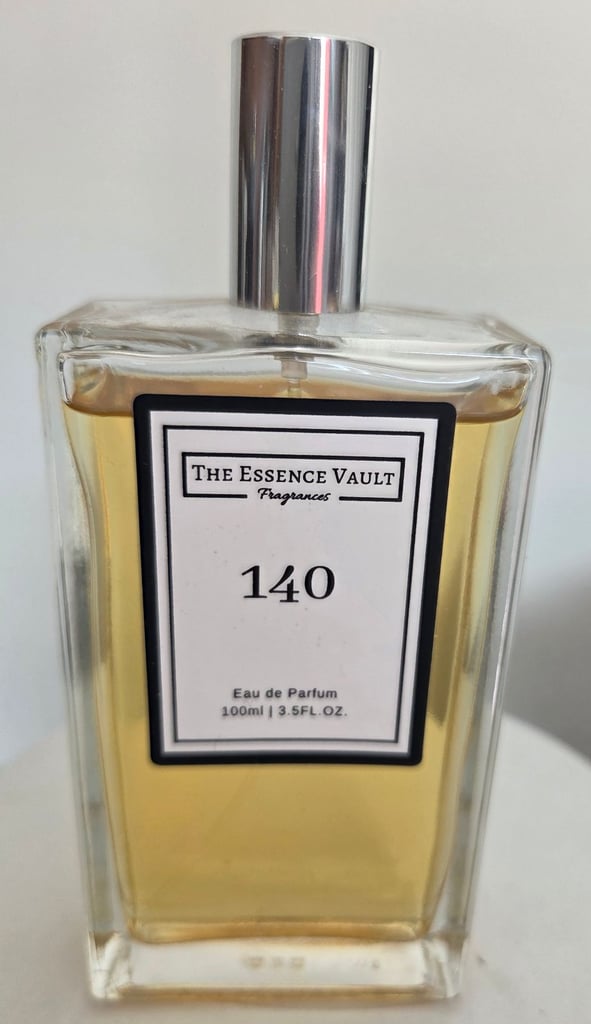 THE ESSENCE VAULT
Fragrances
140
Eau de Parfum
100ml | 3.5FL.OZ.